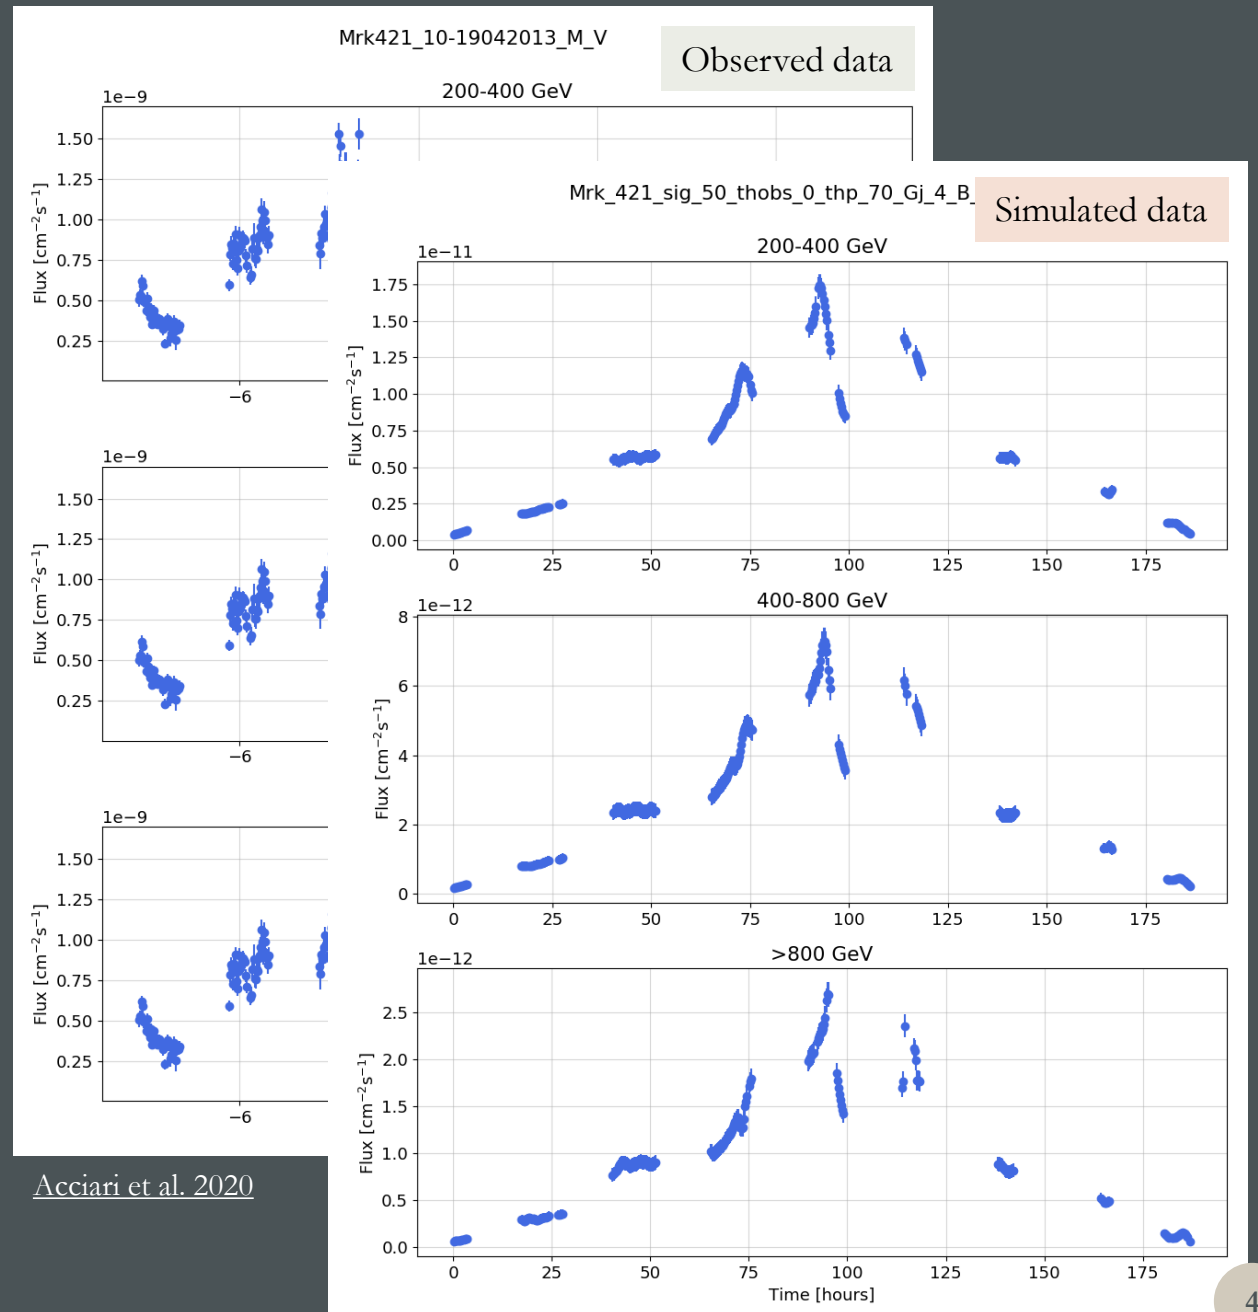 Mrk421_10-19042013_M_V
Observed data
200-400 GeV
1e−9
1.50
1.25
1.00
0.75
0.50
0.25
Flux [cm−2s−1]
−6
1e−9
1.50
1.25
1.00
0.75
0.50
0.25
Flux [cm−2s−1]
−6
1e−9
1.50
1.25
1.00
0.75
0.50
0.25
Flux [cm−2s−1]
−6
Acciari et al. 2020
Mrk_421_sig_50_thobs_0_thp_70_Gj_4_B_
Simulated data
200-400 GeV
1e−11
1.75
1.50
1.25
1.00
0.75
0.50
0.25
0.00
Flux [cm−2s−1]
0 25 50 75 100 125 150 175
400-800 GeV
1e−12
8
6
4
2
0
Flux [cm−2s−1]
0 25 50 75 100 125 150 175
>800 GeV
1e−12
2.5
2.0
1.5
1.0
0.5
0.0
Flux [cm−2s−1]
0 25 50 75 100 125 150 175
Time [hours]
4